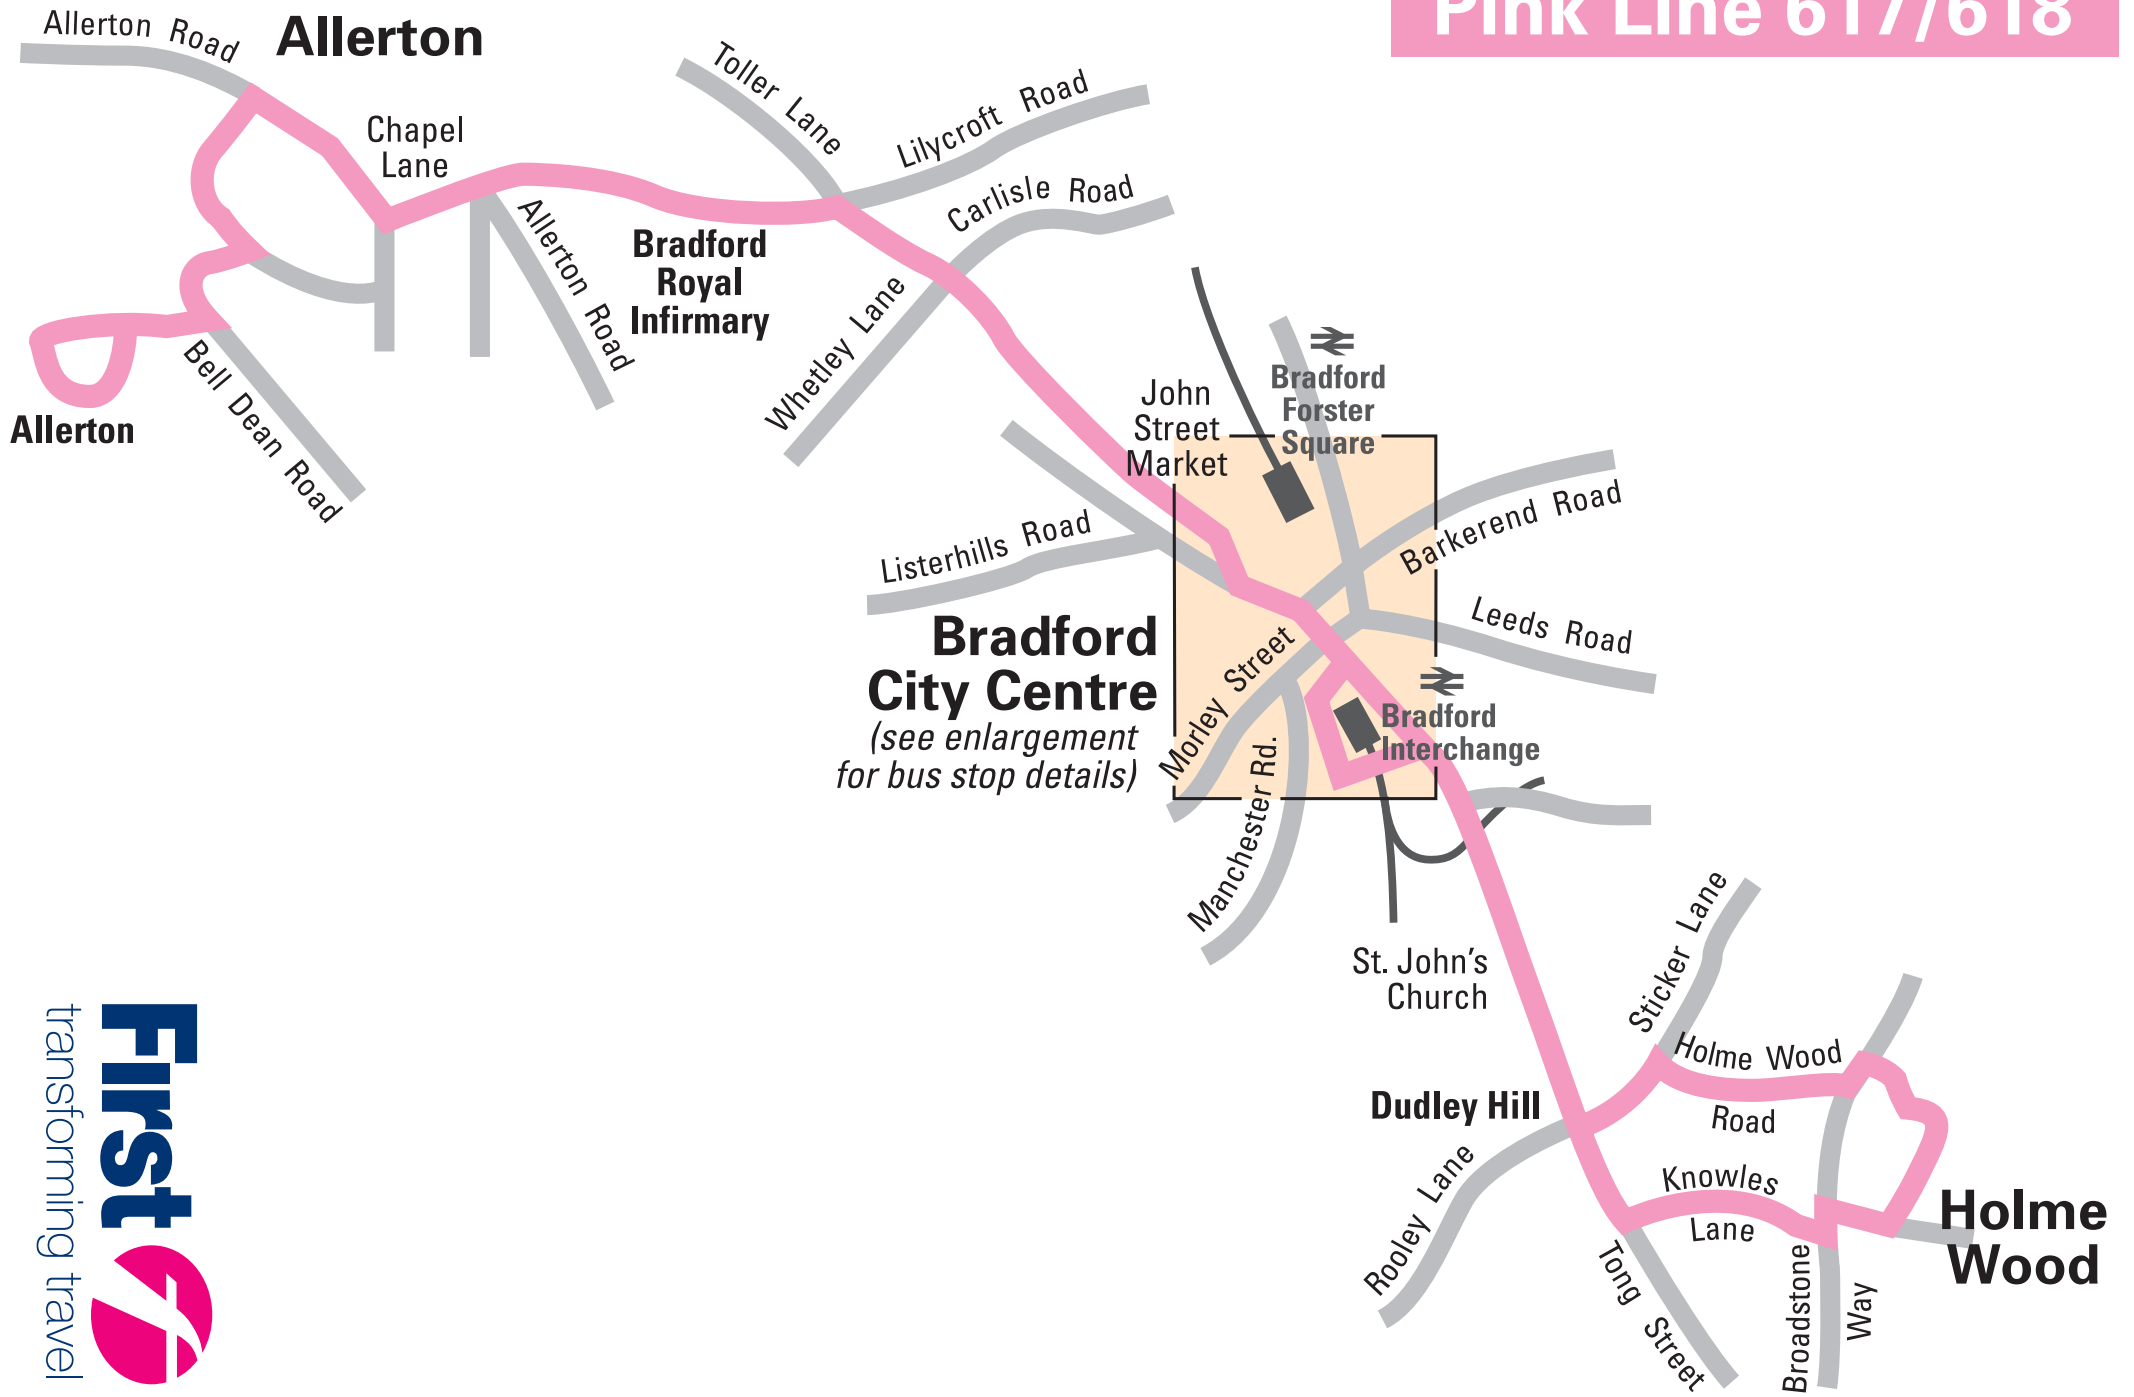 Pink Line 617/618
Allerton Road
Allerton
Chapel
Lane
Toller Lane
Lilycroft Road
Carlisle Road
Allerton Road
Bradford
Royal
Infirmary
Whetley Lane
Allerton
Bell Dean Road
John
Street
Market
Bradford
Forster
Square
Listerhills Road
Barkerend Road
Leeds Road
Bradford
City Centre
(see enlargement
for bus stop details)
Morley Street
Manchester Rd.
Bradford
Interchange
St. John's
Church
Sticker Lane
Holme Wood
Road
Dudley Hill
Rooley Lane
Knowles
Lane
Holme
Wood
Tong Street
Broadstone
Way
First
transforming travel